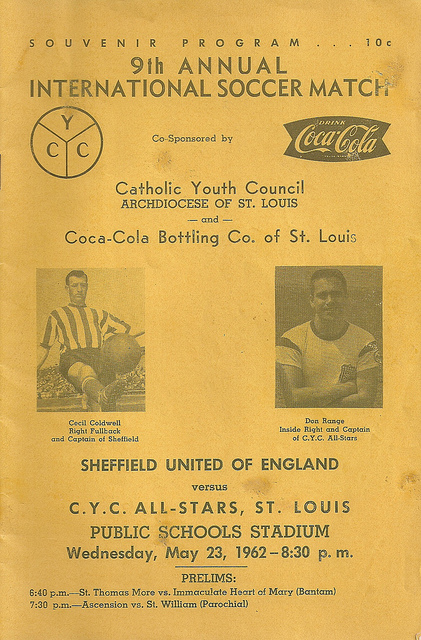 SOUVENIR PROGRAM . . . 10c
9th ANNUAL
INTERNATIONAL SOCCER MATCH
Y
C C
Co-Sponsored by
DRINK
Coca-Cola
Catholic Youth Council
ARCHDIOCESE OF ST. LOUIS
— and —
Coca-Cola Bottling Co. of St. Louis
Cecil Coldwell
Right Fullback
and Captain of Sheffield
Don Range
Inside Right and Captain
of C.Y.C. All-Stars
SHEFFIELD UNITED OF ENGLAND
versus
C.Y.C. ALL-STARS, ST. LOUIS
PUBLIC SCHOOLS STADIUM
Wednesday, May 23, 1962 – 8:30 p. m.
PRELIMS:
6:40 p.m.—St. Thomas More vs. Immaculate Heart of Mary (Bantam)
7:30 p.m.—Ascension vs. St. William (Parochial)